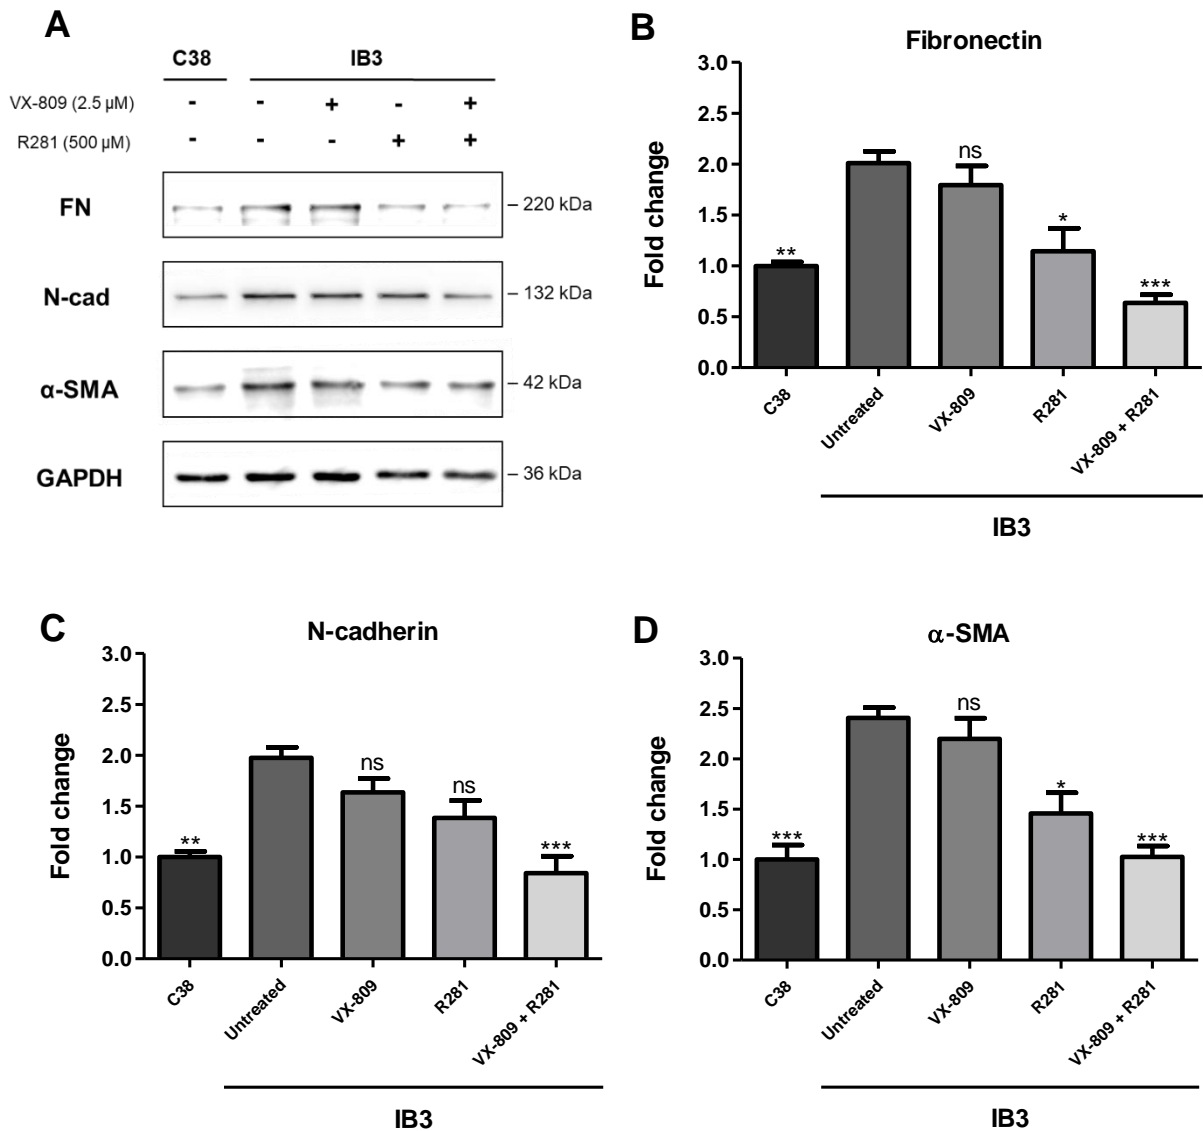 A
C38 IB3
VX-809 (2.5 µM) - - + - +
R281 (500 µM) - - - + +
FN – 220 kDa
N-cad – 132 kDa
α-SMA – 42 kDa
GAPDH – 36 kDa
B
Fibronectin
Fold change
3.0
2.5
2.0
1.5
1.0
0.5
0.0
**
ns
*
***
C38
Untreated
VX-809
R281
VX-809 + R281
IB3
C
N-cadherin
Fold change
3.0
2.5
2.0
1.5
1.0
0.5
0.0
**
ns
ns
***
C38
Untreated
VX-809
R281
VX-809 + R281
IB3
D
α-SMA
Fold change
3.0
2.5
2.0
1.5
1.0
0.5
0.0
***
ns
*
***
C38
Untreated
VX-809
R281
VX-809 + R281
IB3